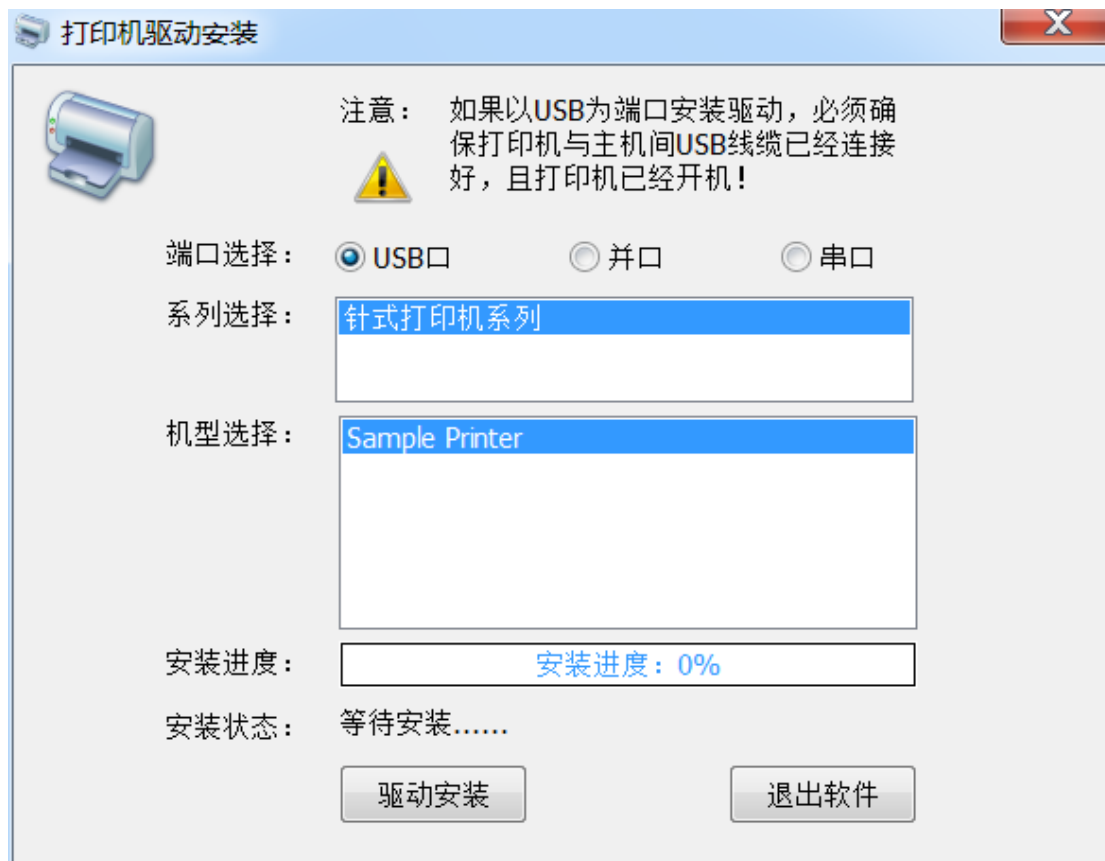 打印机驱动安装
注意： 如果以USB为端口安装驱动，必须确
保打印机与主机间USB线缆已经连接
好，且打印机已经开机！
端口选择： USB口 并口 串口
系列选择： 针式打印机系列
机型选择： Sample Printer
安装进度： 安装进度：0%
安装状态： 等待安装......
驱动安装 退出软件